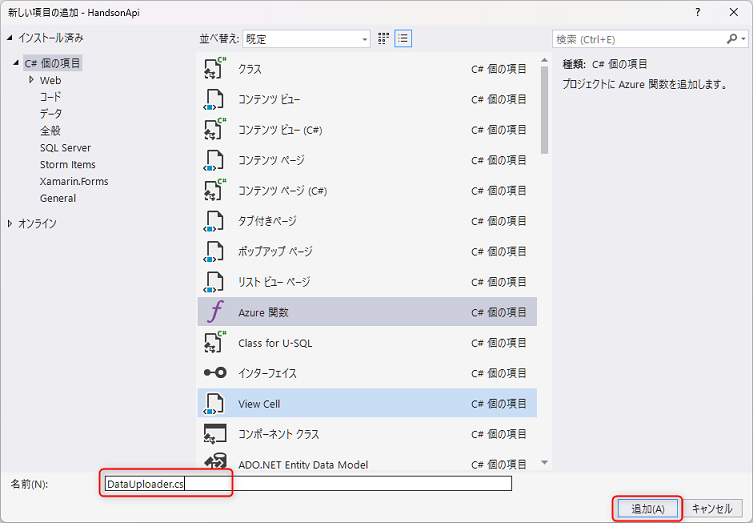 新しい項目の追加 - HandsonApi
? ×
インストール済み
並べ替え: 既定
検索 (Ctrl+E)
C# 個の項目
Web
コード
データ
全般
SQL Server
Storm Items
Xamarin.Forms
General
オンライン
クラス C# 個の項目
コンテンツ ビュー C# 個の項目
コンテンツ ビュー (C#) C# 個の項目
コンテンツ ページ C# 個の項目
コンテンツ ページ (C#) C# 個の項目
タブ付きページ C# 個の項目
ポップアップ ページ C# 個の項目
リスト ビュー ページ C# 個の項目
Azure 関数 C# 個の項目
Class for U-SQL C# 個の項目
インターフェイス C# 個の項目
View Cell C# 個の項目
コンポーネント クラス C# 個の項目
ADO.NET Entity Data Model C# 個の項目
種類: C# 個の項目
プロジェクトに Azure 関数を追加します。
名前(N): DataUploader.cs
追加(A) キャンセル